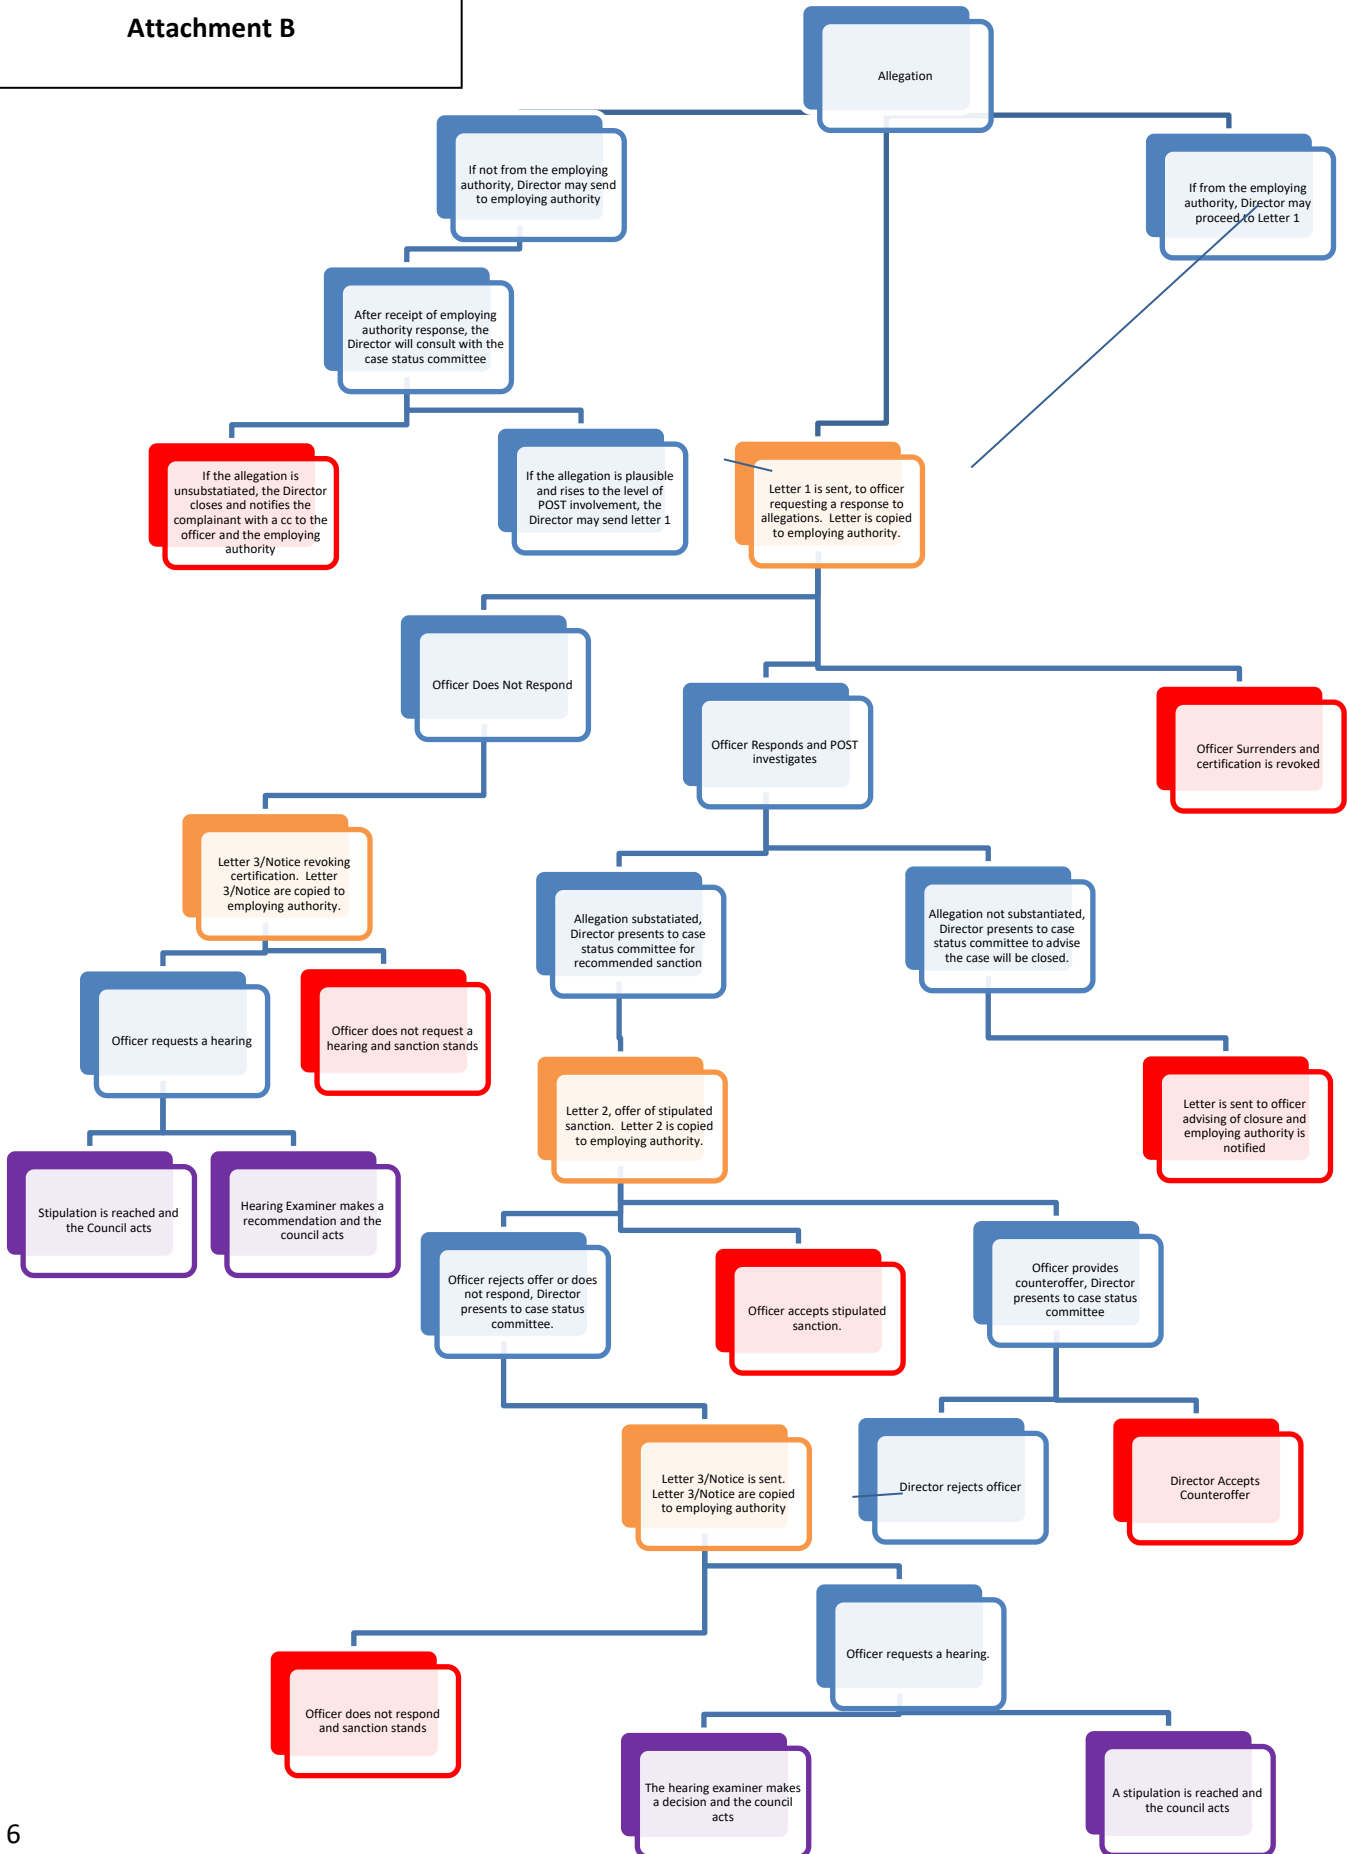 Attachment B
Allegation
If not from the employing
authority, Director may send
to employing authority
If from the employing
authority, Director may
proceed to Letter 1
After receipt of employing
authority response, the
Director will consult with the
case status committee
If the allegation is
unsubstatiated, the Director
closes and notifies the
complainant with a cc to the
officer and the employing
authority
If the allegation is plausible
and rises to the level of
POST involvement, the
Director may send letter 1
Letter 1 is sent, to officer
requesting a response to
allegations.  Letter is copied
to employing authority.
Officer Does Not Respond
Officer Responds and POST
investigates
Officer Surrenders and
certification is revoked
Letter 3/Notice revoking
certification.  Letter
3/Notice are copied to
employing authority.
Allegation substatiated,
Director presents to case
status committee for
recommended sanction
Allegation not substantiated,
Director presents to case
status committee to advise
the case will be closed.
Officer requests a hearing
Officer does not request a
hearing and sanction stands
Letter 2, offer of stipulated
sanction.  Letter 2 is copied
to employing authority.
Letter is sent to officer
advising of closure and
employing authority is
notified
Stipulation is reached and
the Council acts
Hearing Examiner makes a
recommendation and the
council acts
Officer rejects offer or does
not respond, Director
presents to case status
committee.
Officer accepts stipulated
sanction.
Officer provides
counteroffer, Director
presents to case status
committee
Letter 3/Notice is sent.
Letter 3/Notice are copied
to employing authority
Director rejects officer
Director Accepts
Counteroffer
Officer requests a hearing.
Officer does not respond
and sanction stands
The hearing examiner makes
a decision and the council
acts
A stipulation is reached and
the council acts
6